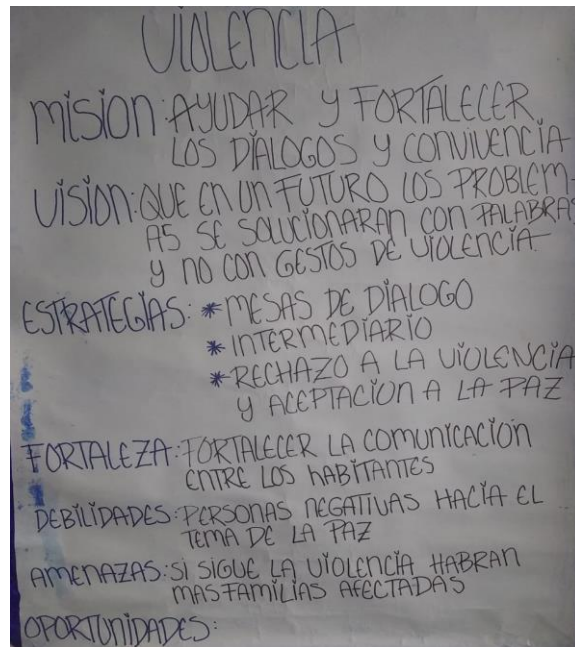 VIOLENCIA
MISION: AYUDAR Y FORTALECER
LOS DIALOGOS Y CONVIVENCIA
VISION: QUE EN UN FUTURO LOS PROBLEM-
AS SE SOLUCIONARAN CON PALABRAS
Y NO CON GESTOS DE VIOLENCIA
ESTRATEGIAS: * MESAS DE DIALOGO
* INTERMEDIARIO
* RECHAZO A LA VIOLENCIA
Y ACEPTACION A LA PAZ
FORTALEZA: FORTALECER LA COMUNICACION
ENTRE LOS HABITANTES
DEBILIDADES: PERSONAS NEGATIVAS HACIA EL
TEMA DE LA PAZ
AMENAZAS: SI SIGUE LA VIOLENCIA HABRAN
MAS FAMILIAS AFECTADAS
OPORTUNIDADES: